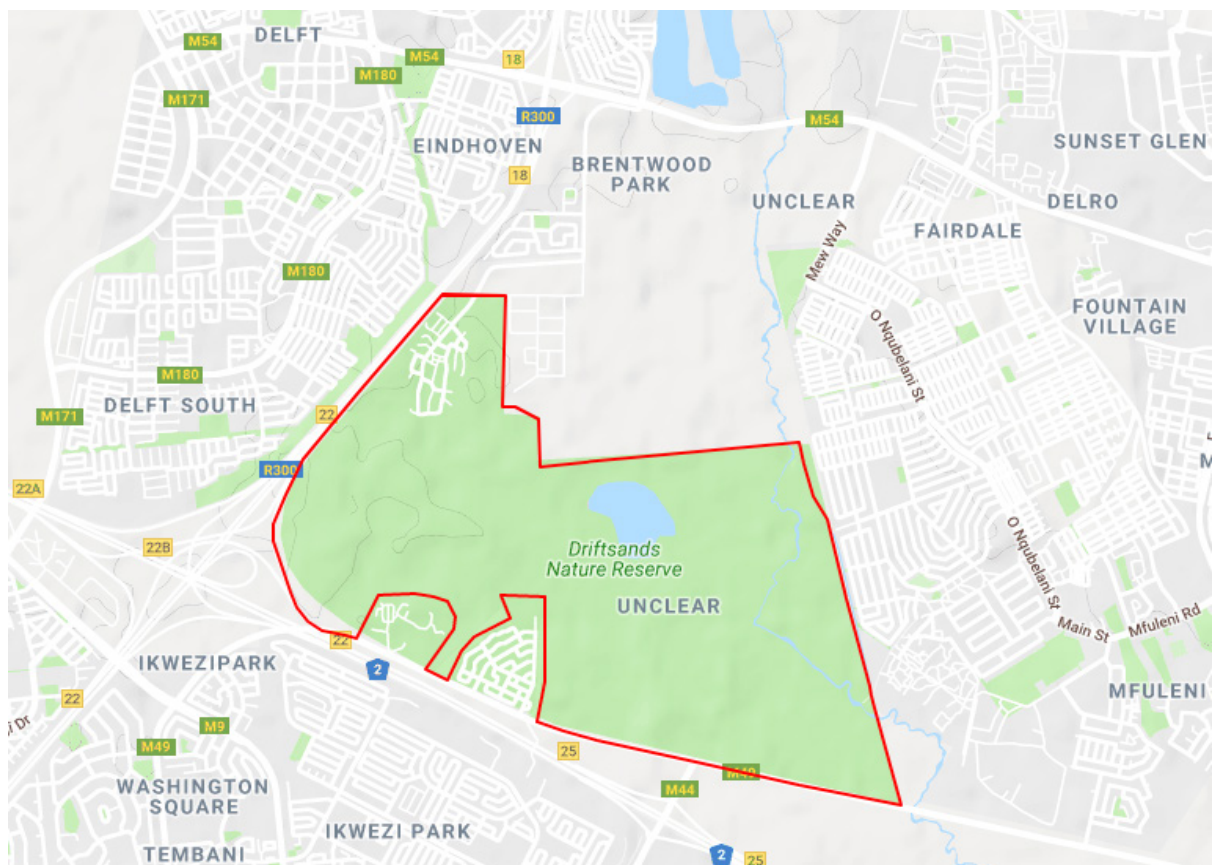 M54
DELFT
M54
18
M180
M171
R300
M54
EINDHOVEN
18
BRENTWOOD
PARK
SUNSET GLEN
UNCLEAR
DELRO
FAIRDALE
Mew Way
M180
FOUNTAIN
VILLAGE
O Nqubelani St
M180
DELFT SOUTH
M171
22
R300
22A
22B
Driftsands
Nature Reserve
O Nqubelani St
UNCLEAR
Main St
Mfuleni Rd
22
IKWEZIPARK
2
22
MFULENI
M9
M49
25
M49
M44
WASHINGTON
SQUARE
IKWEZI PARK
TEMBANI
2
25